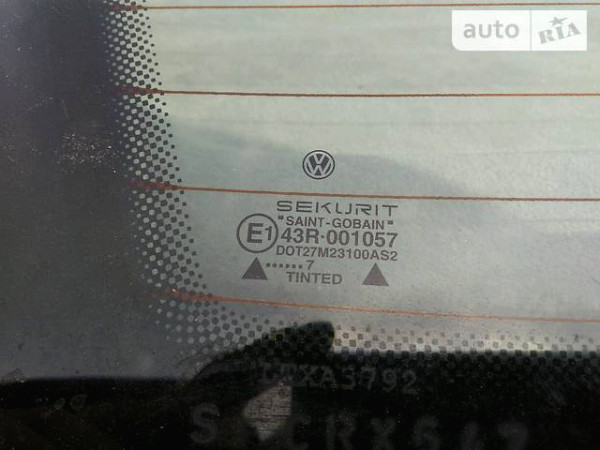 auto RIA
SEKURIT
"SAINT-GOBAIN"
E1 43R-001057
DOT27M23100AS2
.......7
TINTED